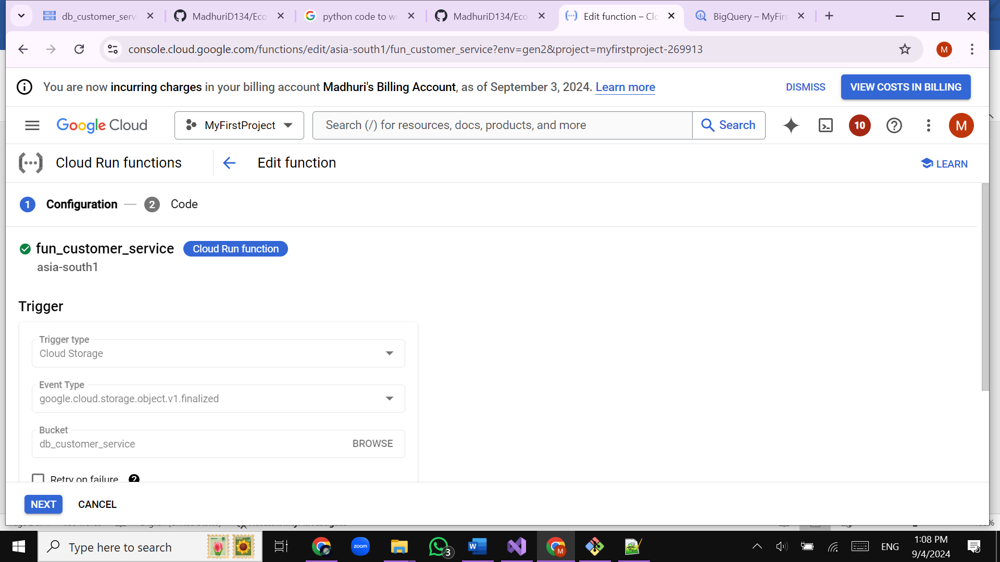 db_customer_serv
MadhuriD134/Eco
python code to w
MadhuriD134/Eco
Edit function – Clo
BigQuery – MyFirs
console.cloud.google.com/functions/edit/asia-south1/fun_customer_service?env=gen2&project=myfirstproject-269913
M
You are now incurring charges in your billing account Madhuri's Billing Account, as of September 3, 2024. Learn more
DISMISS
VIEW COSTS IN BILLING
Google Cloud
MyFirstProject
Search (/) for resources, docs, products, and more
Search
10
M
Cloud Run functions
Edit function
LEARN
1 Configuration
2 Code
fun_customer_service
Cloud Run function
asia-south1
Trigger
Trigger type
Cloud Storage
Event Type
google.cloud.storage.object.v1.finalized
Bucket
db_customer_service
BROWSE
Retry on failure
NEXT
CANCEL
Type here to search
zoom
3
W
M
ENG
1:08 PM
9/4/2024